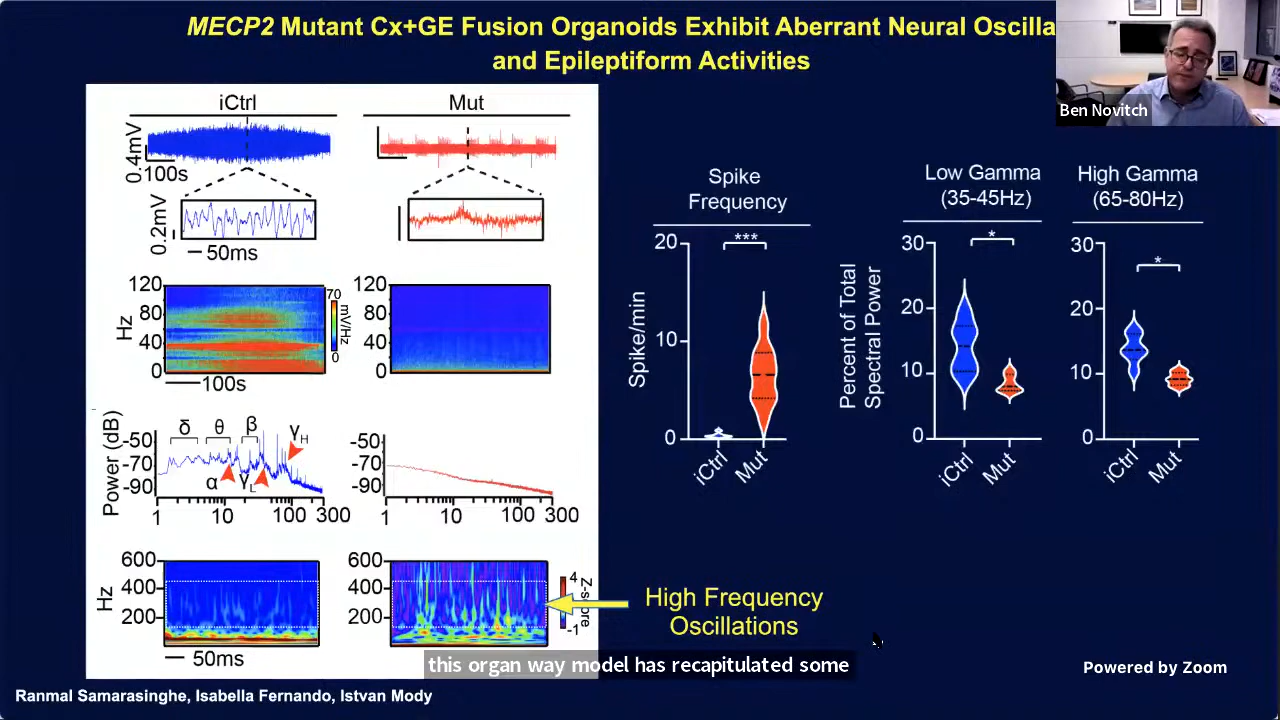 MECP2 Mutant Cx+GE Fusion Organoids Exhibit Aberrant Neural Oscilla
and Epileptiform Activities
Ben Novitch
iCtrl
Mut
0.4mV
100s
0.2mV
50ms
120
80
40
0
Hz
100s
70
0
mV/Hz
120
80
40
0
Power (dB)
-50
-70
-90
δ
θ
β
γH
α
γL
1
10
100
300
-50
-70
-90
1
10
100
300
Hz
600
400
200
50ms
600
400
200
4
-1
High Frequency
Oscillations
Spike
Frequency
Spike/min
20
10
0
***
iCtrl
Mut
Low Gamma
(35-45Hz)
Percent of Total
Spectral Power
30
20
10
0
*
iCtrl
Mut
High Gamma
(65-80Hz)
30
20
10
0
*
iCtrl
Mut
this organ way model has recapitulated some
Powered by Zoom
Ranmal Samarasinghe, Isabella Fernando, Istvan Mody